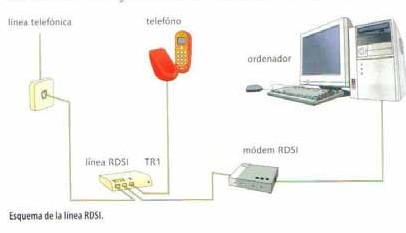 línea telefónica
teléfono
ordenador
línea RDSI TR1
módem RDSI
Esquema de la línea RDSI.